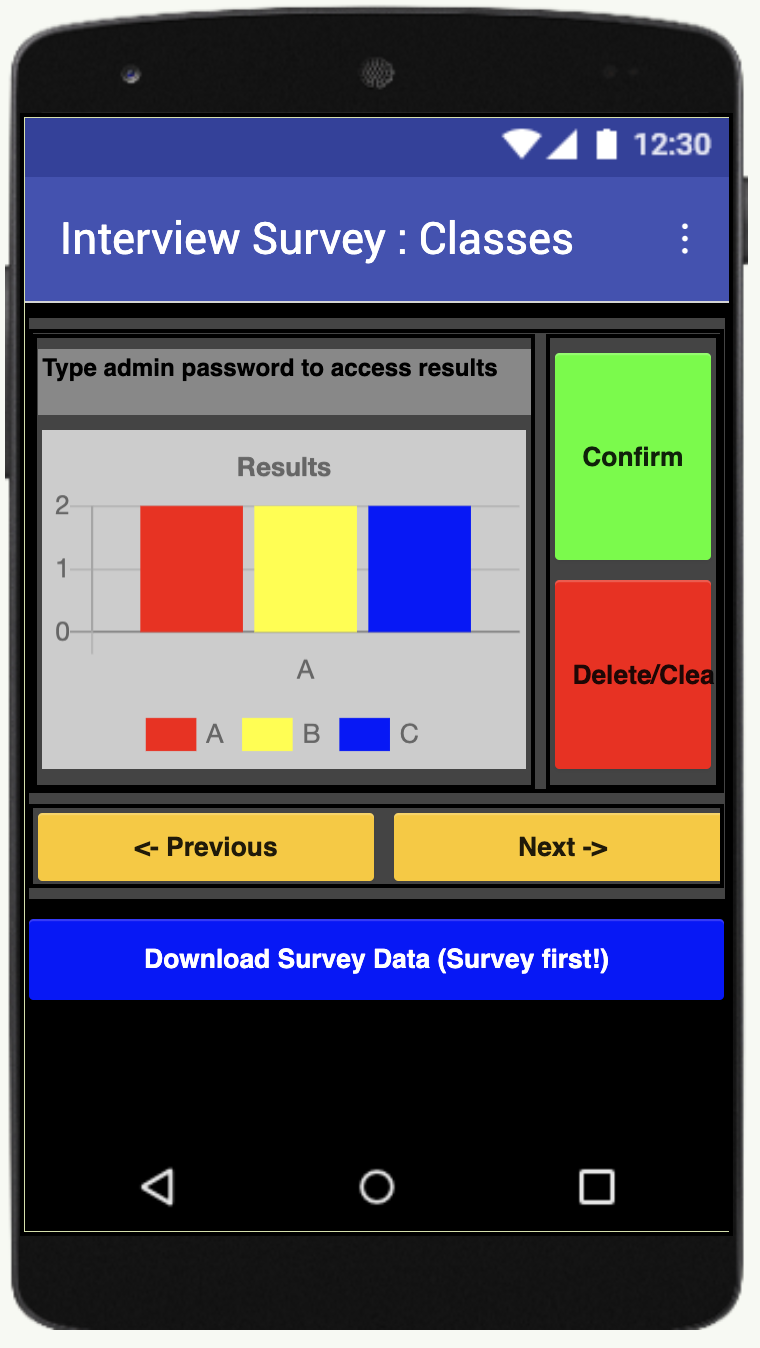 12:30
Interview Survey : Classes
Type admin password to access results
Confirm
Results
2
1
0
A
A B C
Delete/Clea
<- Previous
Next ->
Download Survey Data (Survey first!)